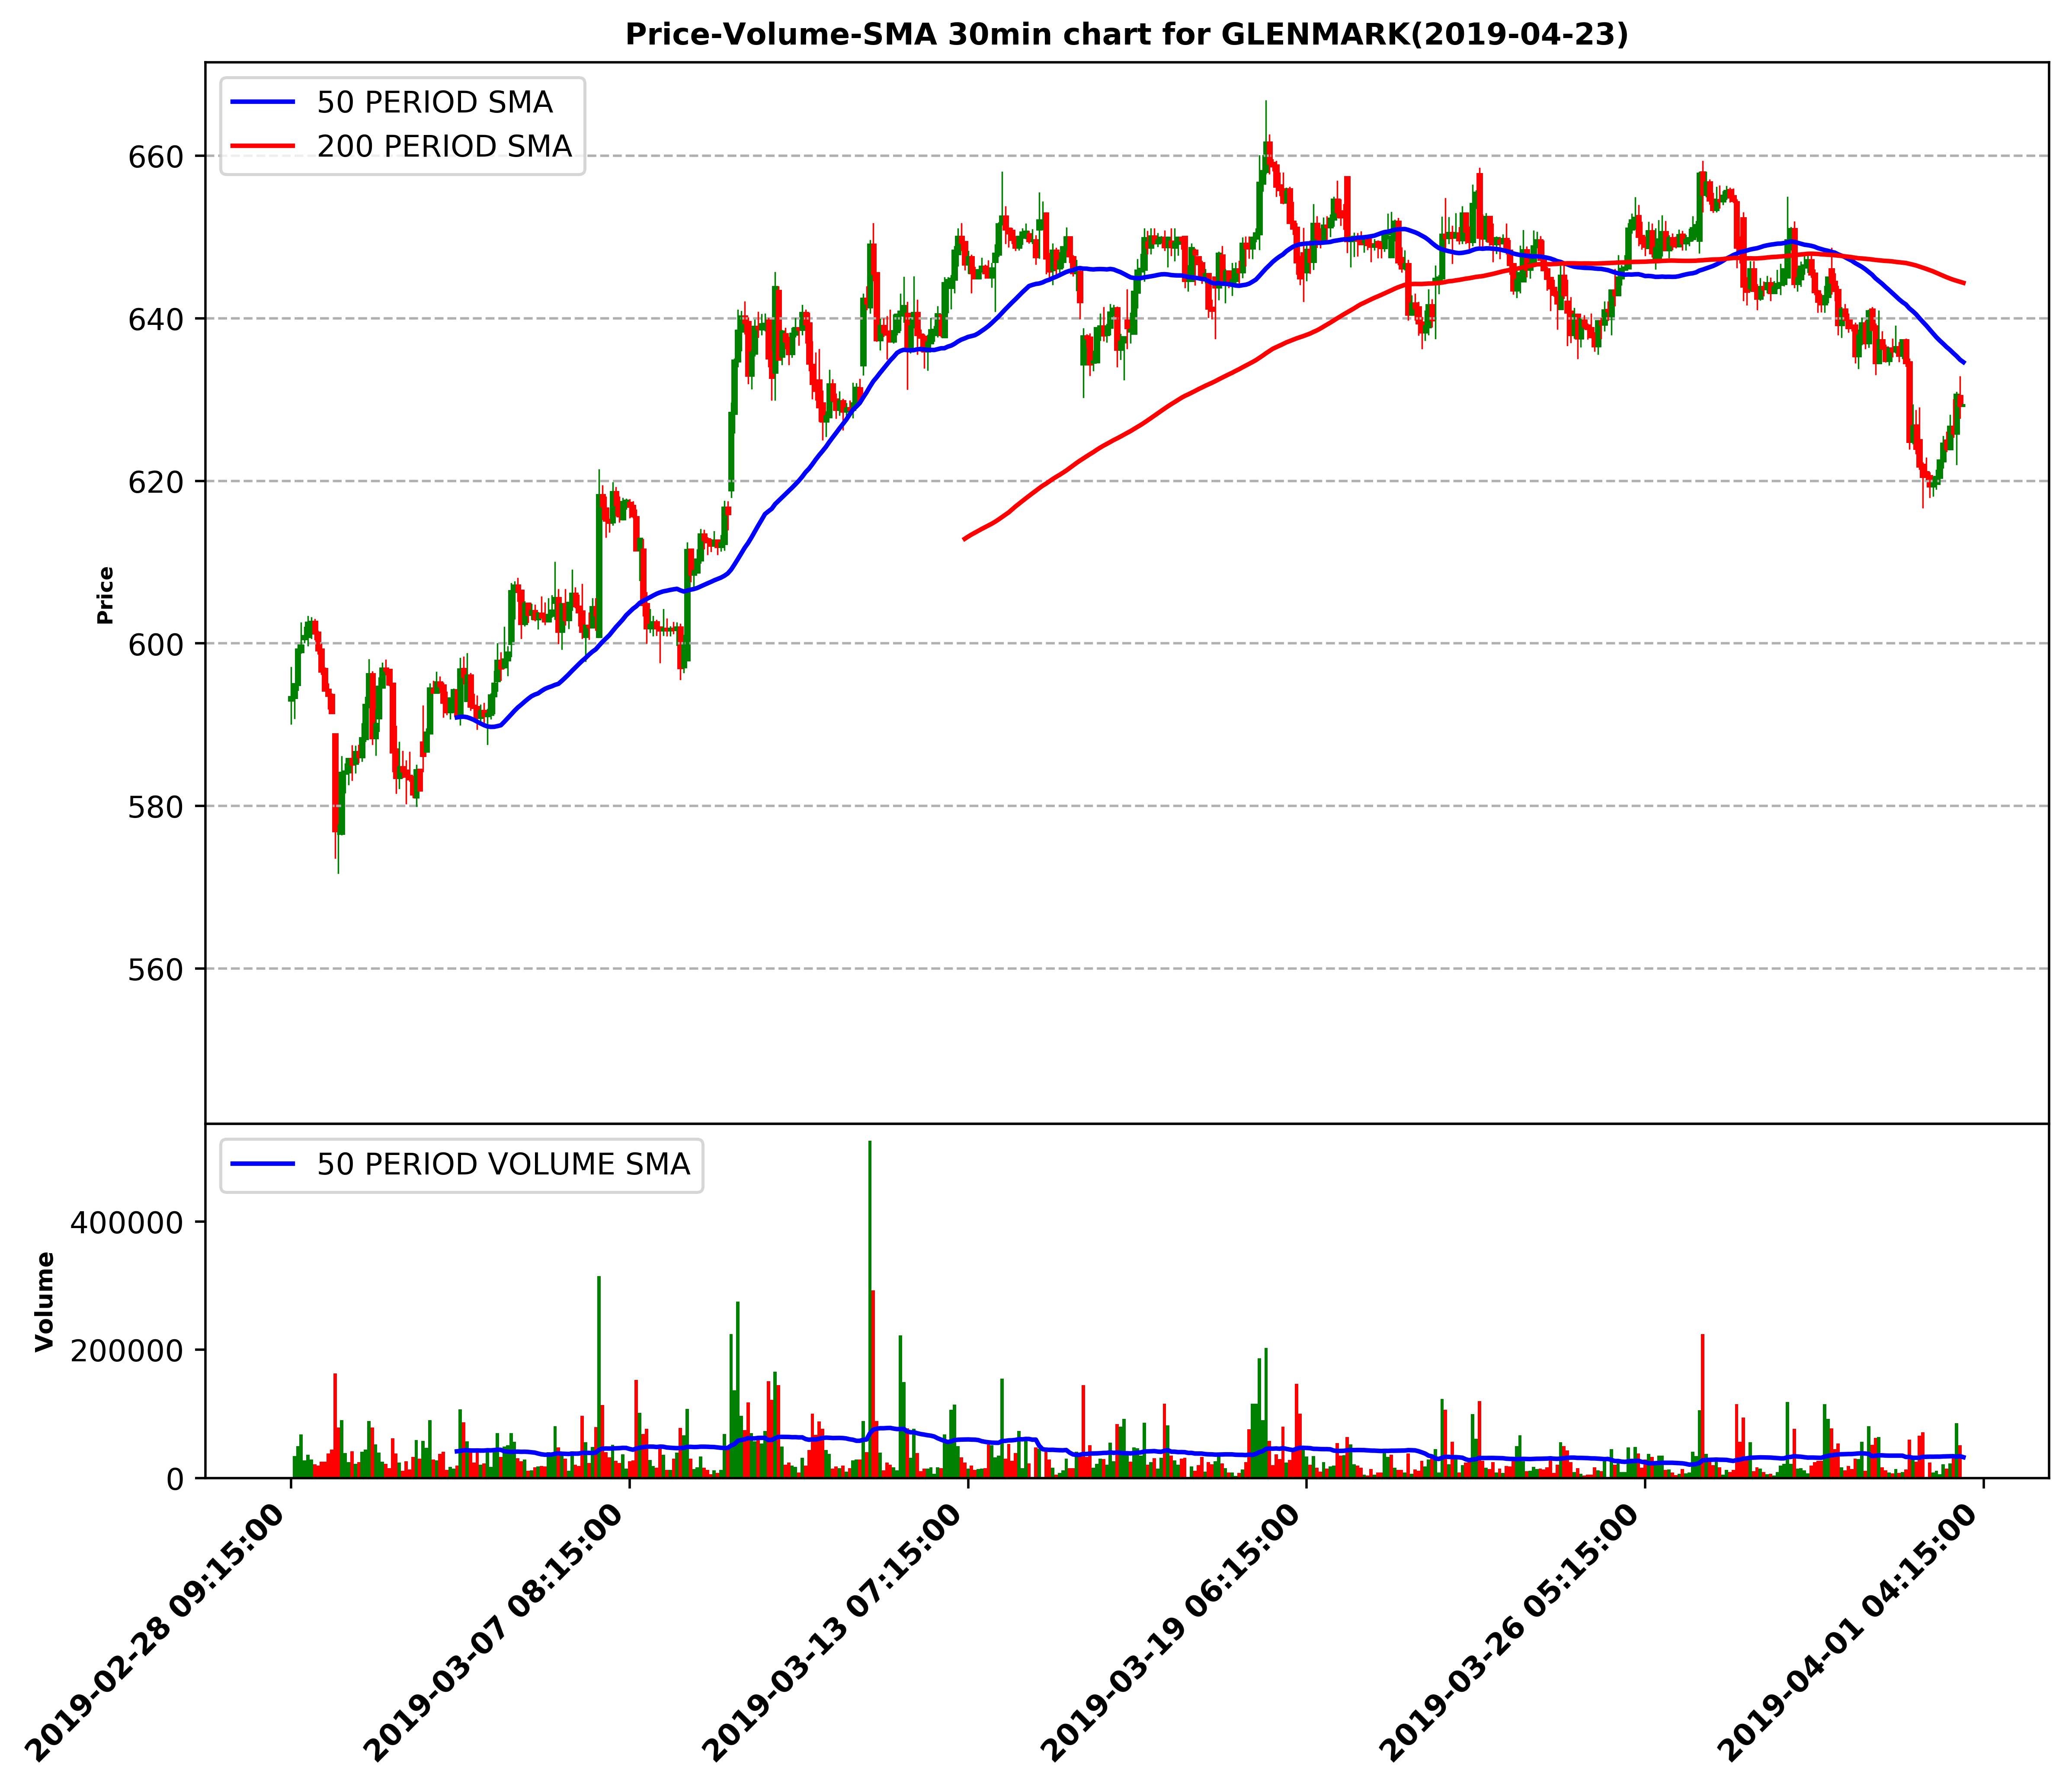 Price-Volume-SMA 30min chart for GLENMARK(2019-04-23)
50 PERIOD SMA
200 PERIOD SMA
660
640
620
600
580
560
Price
50 PERIOD VOLUME SMA
400000
200000
0
Volume
2019-02-28 09:15:00
2019-03-07 08:15:00
2019-03-13 07:15:00
2019-03-19 06:15:00
2019-03-26 05:15:00
2019-04-01 04:15:00